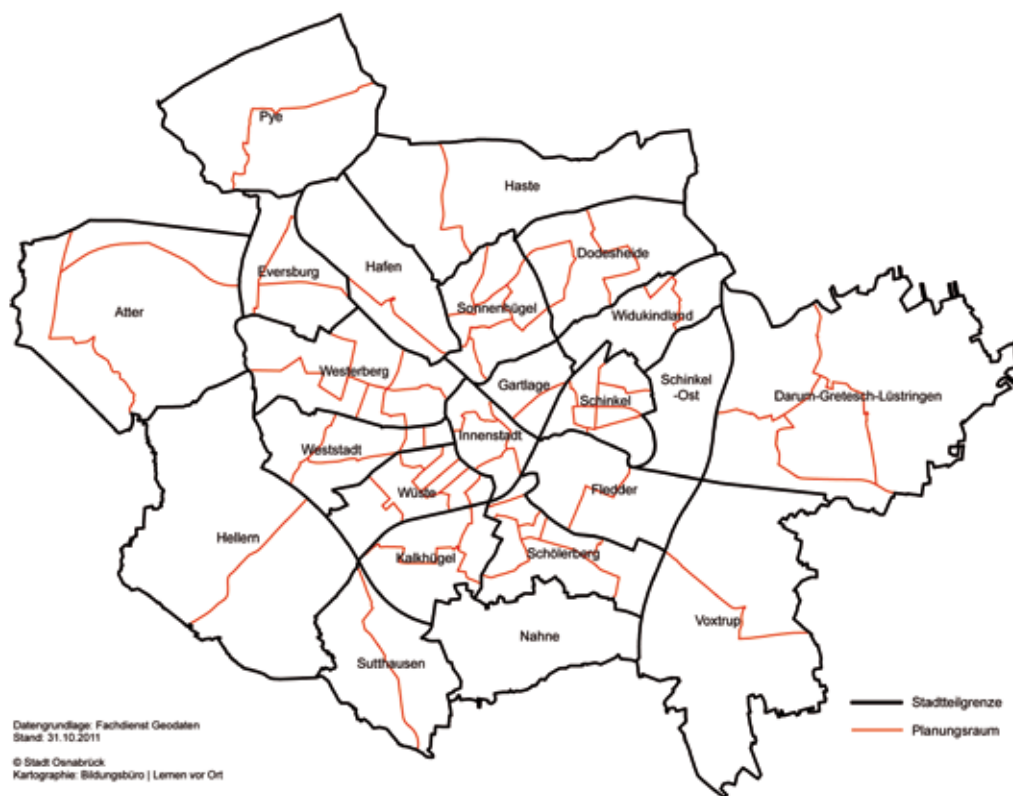 Pye
Haste
Dodesheide
Hafen
Eversburg
Sonnenhügel
Atter
Widukindland
Westerberg
Gartlage
Schinkel
Schinkel
-Ost
Darum-Gretesch-Lüstringen
Innenstadt
Weststadt
Wüste
Fledder
Hellern
Kalkhügel
Schölerberg
Voxtrup
Nahne
Sutthausen
Stadtteilgrenze
Planungsraum
Datengrundlage: Fachdienst Geodaten
Stand: 31.10.2011
© Stadt Osnabrück
Kartographie: Bildungsbüro | Lernen vor Ort